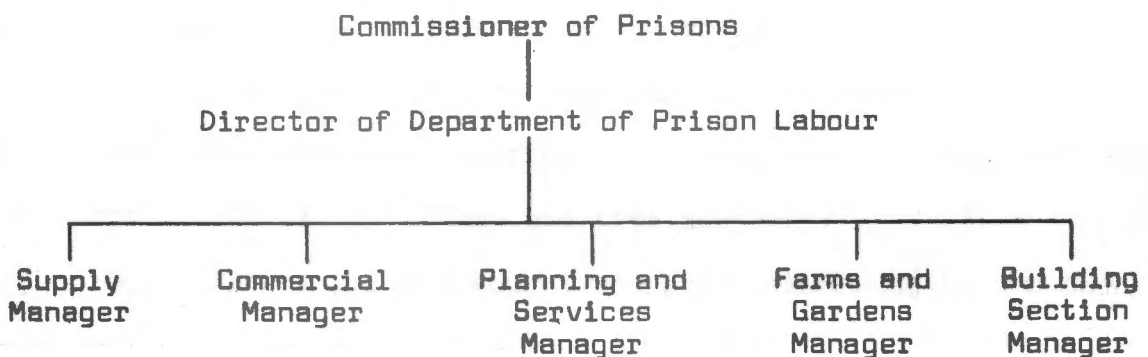 Commissioner of Prisons
Director of Department of Prison Labour
Supply Manager
Commercial Manager
Planning and Services Manager
Farms and Gardens Manager
Building Section Manager